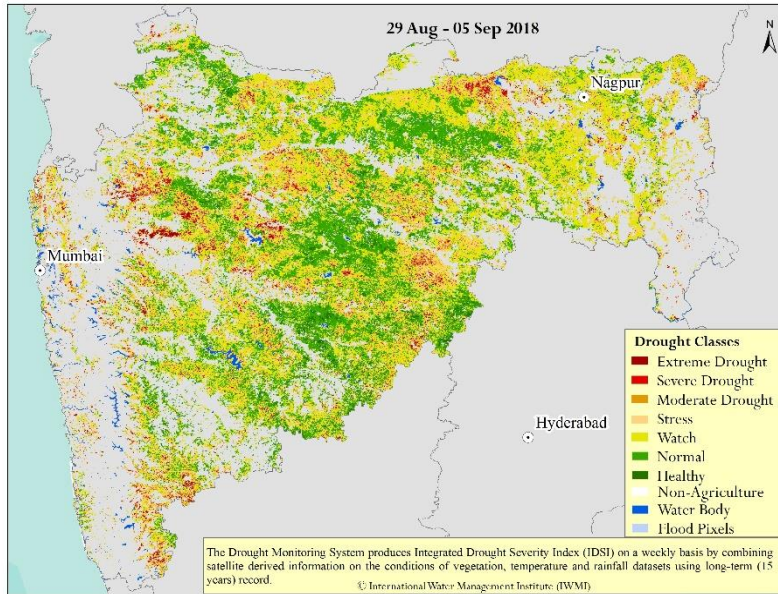 29 Aug - 05 Sep 2018
N
Nagpur
Mumbai
Hyderabad
Drought Classes
Extreme Drought
Severe Drought
Moderate Drought
Stress
Watch
Normal
Healthy
Non-Agriculture
Water Body
Flood Pixels
The Drought Monitoring System produces Integrated Drought Severity Index (IDSI) on a weekly basis by combining
satellite derived information on the conditions of vegetation, temperature and rainfall datasets using long-term (15
years) record.
© International Water Management Institute (IWMI)